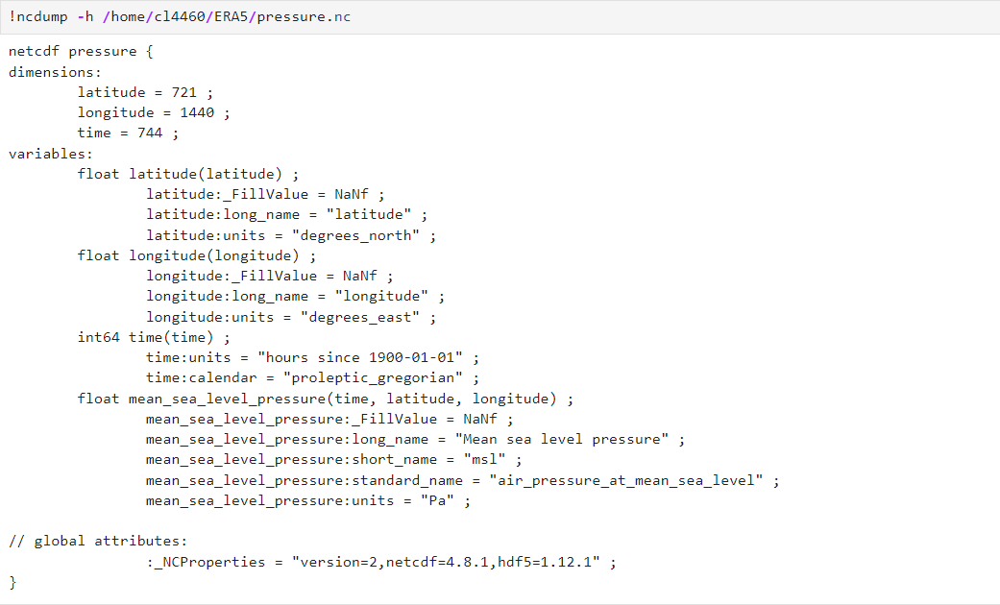 !ncdump -h /home/cl4460/ERA5/pressure.nc
netcdf pressure {
dimensions:
latitude = 721 ;
longitude = 1440 ;
time = 744 ;
variables:
float latitude(latitude) ;
latitude:_FillValue = NaNf ;
latitude:long_name = "latitude" ;
latitude:units = "degrees_north" ;
float longitude(longitude) ;
longitude:_FillValue = NaNf ;
longitude:long_name = "longitude" ;
longitude:units = "degrees_east" ;
int64 time(time) ;
time:units = "hours since 1900-01-01" ;
time:calendar = "proleptic_gregorian" ;
float mean_sea_level_pressure(time, latitude, longitude) ;
mean_sea_level_pressure:_FillValue = NaNf ;
mean_sea_level_pressure:long_name = "Mean sea level pressure" ;
mean_sea_level_pressure:short_name = "msl" ;
mean_sea_level_pressure:standard_name = "air_pressure_at_mean_sea_level" ;
mean_sea_level_pressure:units = "Pa" ;
// global attributes:
:_NCProperties = "version=2,netcdf=4.8.1,hdf5=1.12.1" ;
}